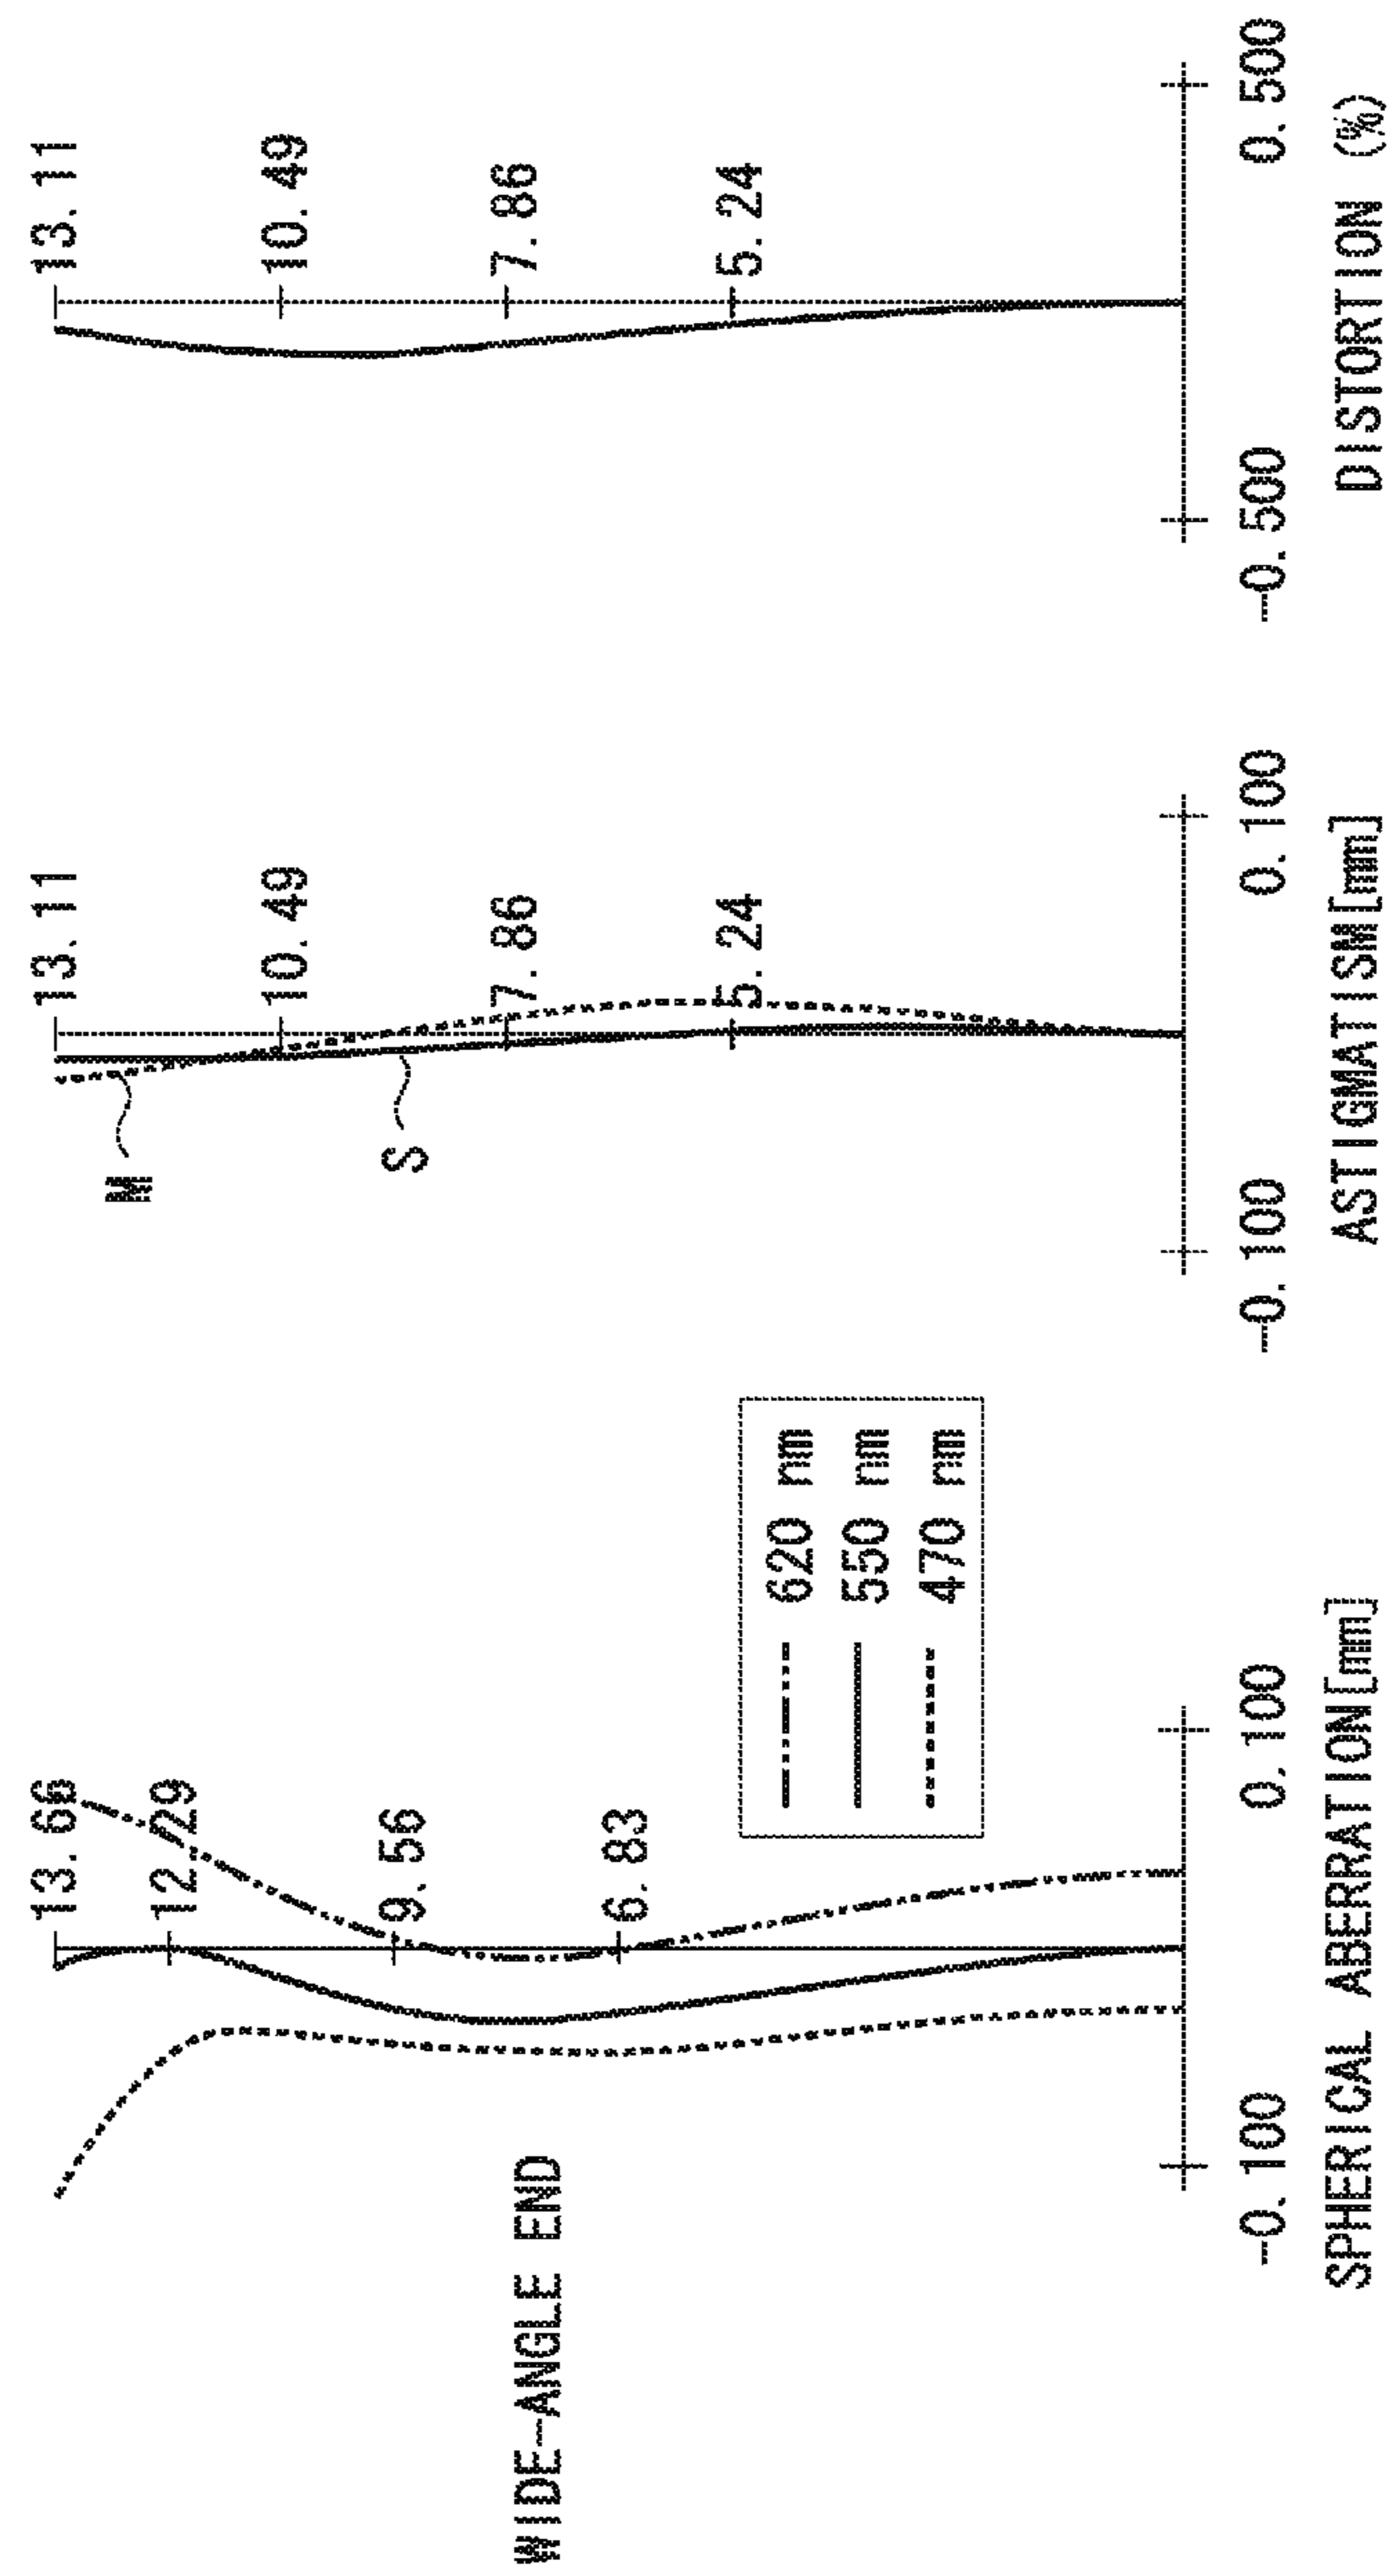 WIDE-ANGLE END
13.66
12.29
9.56
6.83
-0.100
0.100
SPHERICAL ABERRATION[mm]
620 nm
550 nm
470 nm
13.11
10.49
7.86
5.24
M
S
-0.100
0.100
ASTIGMATISM[mm]
13.11
10.49
7.86
5.24
-0.500
0.500
DISTORTION (%)